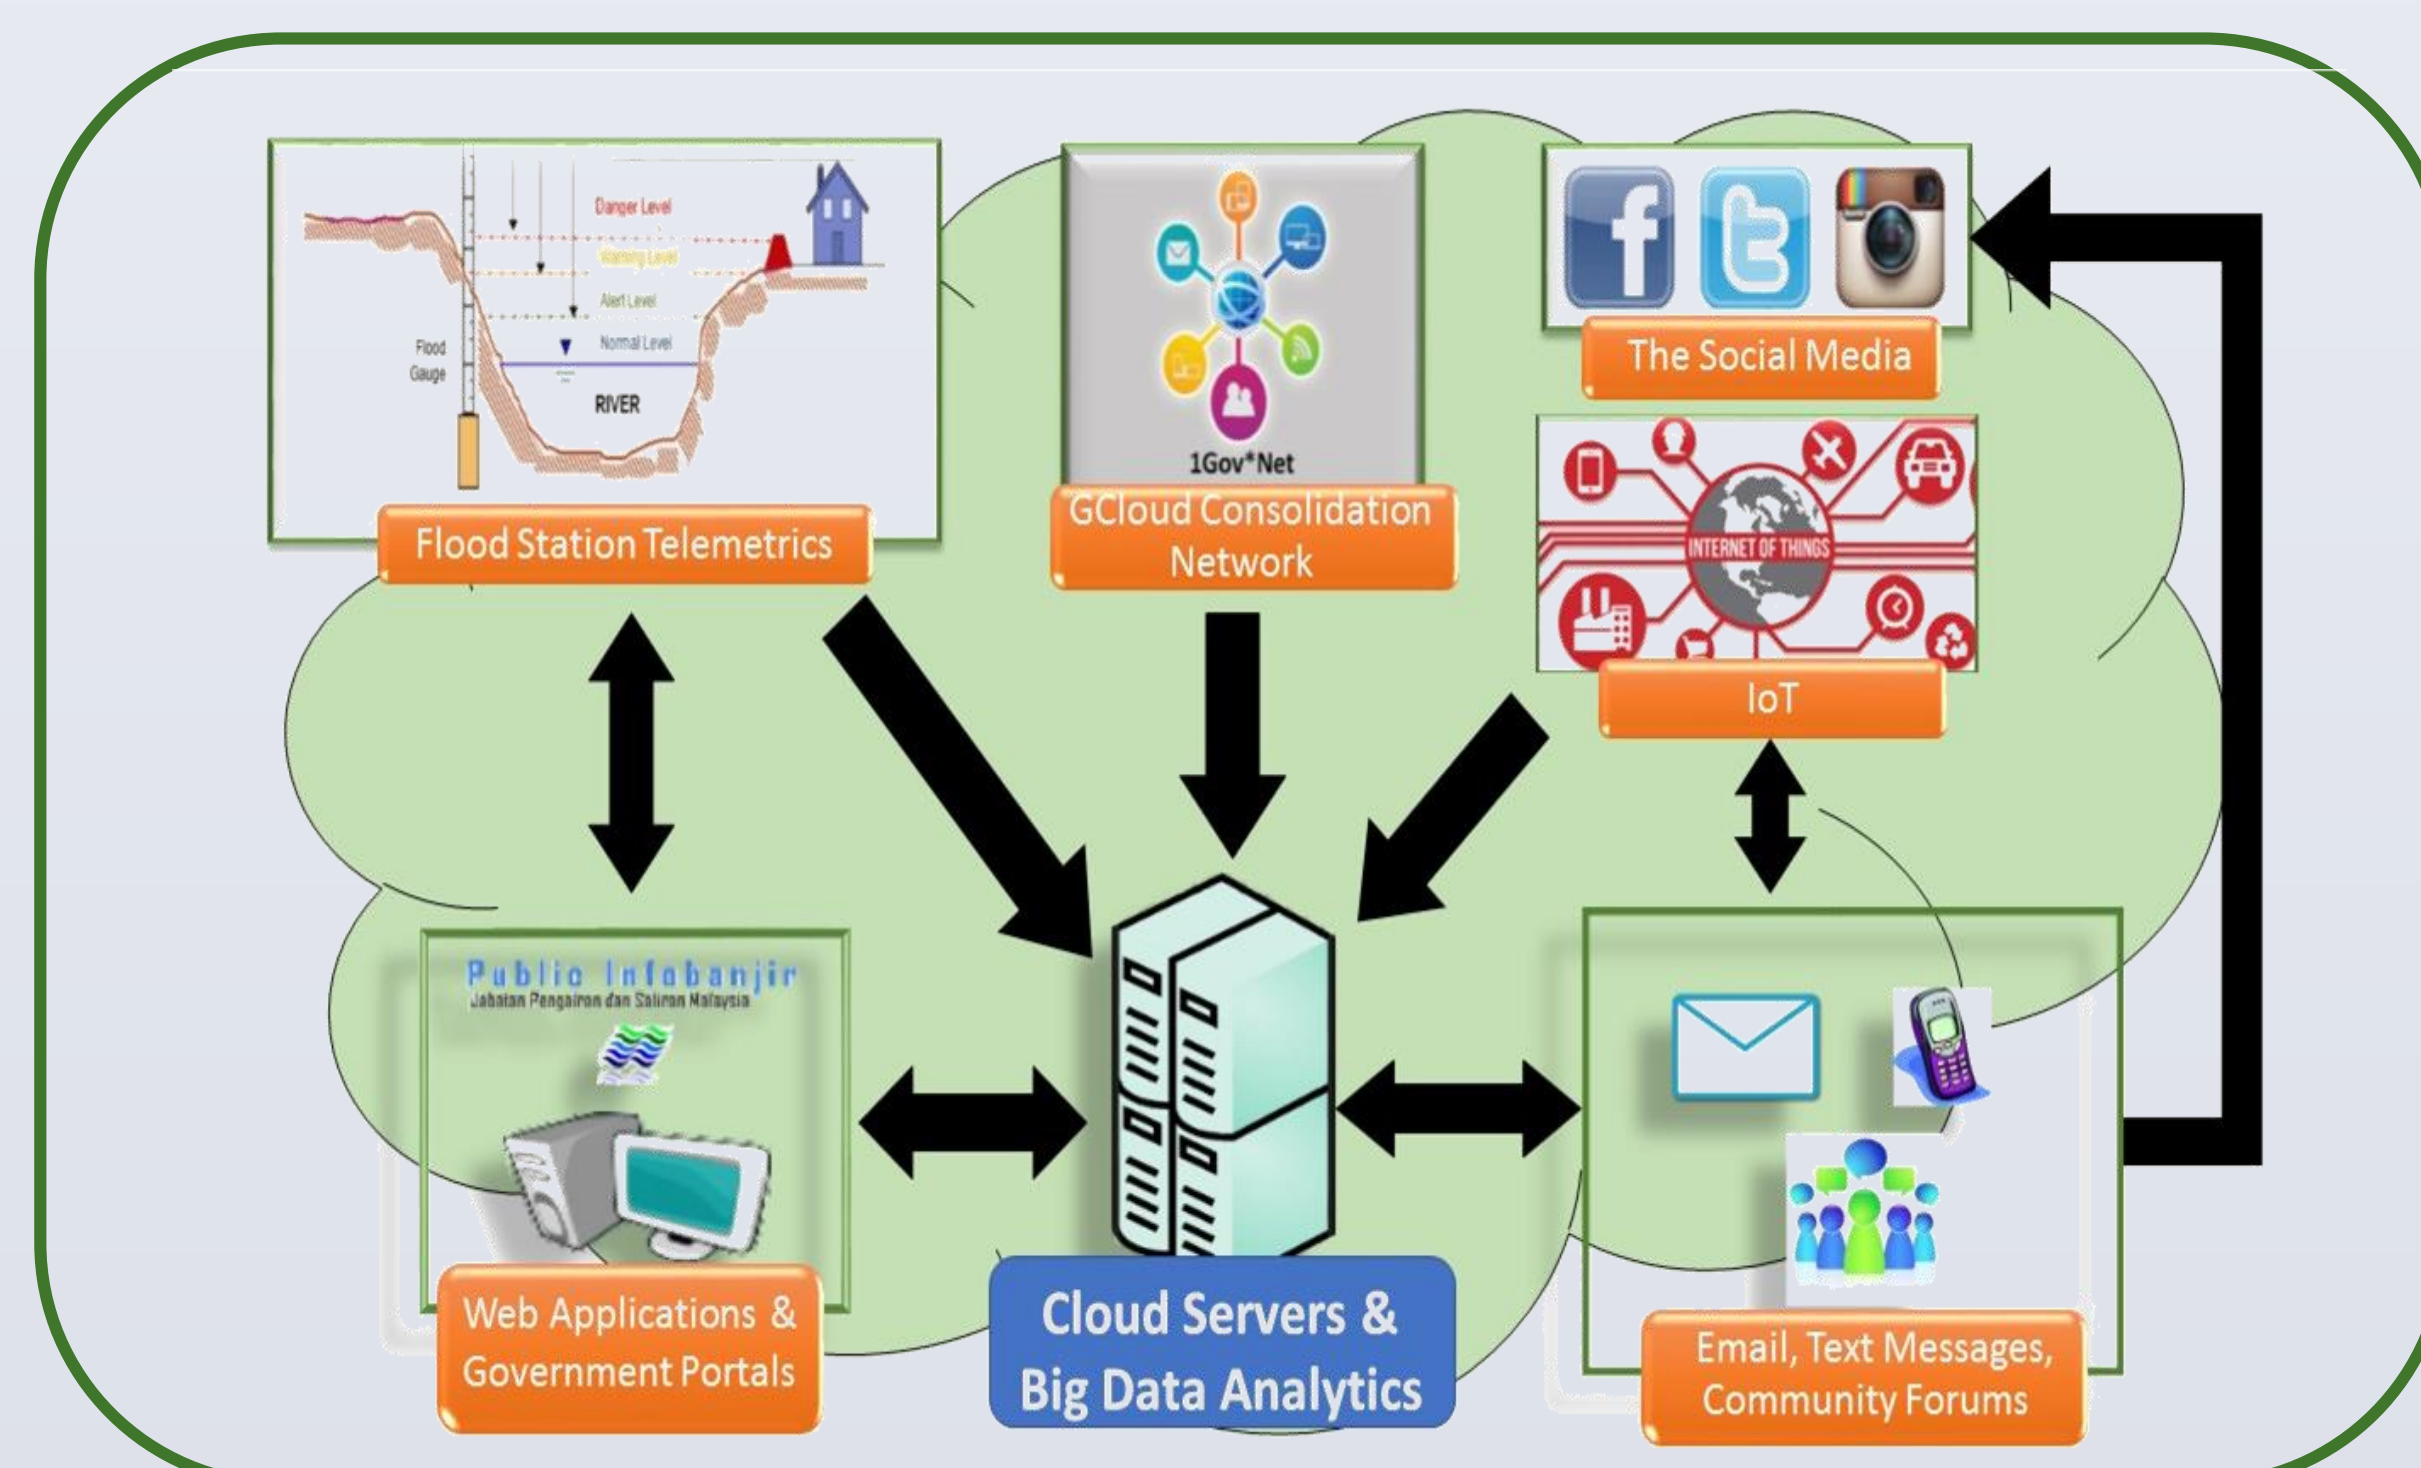 Danger Level
Warning Level
Alert Level
Normal Level
Flood
Gauge
RIVER
Flood Station Telemetrics
1Gov*Net
GCloud Consolidation
Network
The Social Media
INTERNET OF THINGS
IoT
Public Infobanjir
Jabatan Pengairan dan Saliran Malaysia
Web Applications &
Government Portals
Cloud Servers &
Big Data Analytics
Email, Text Messages,
Community Forums